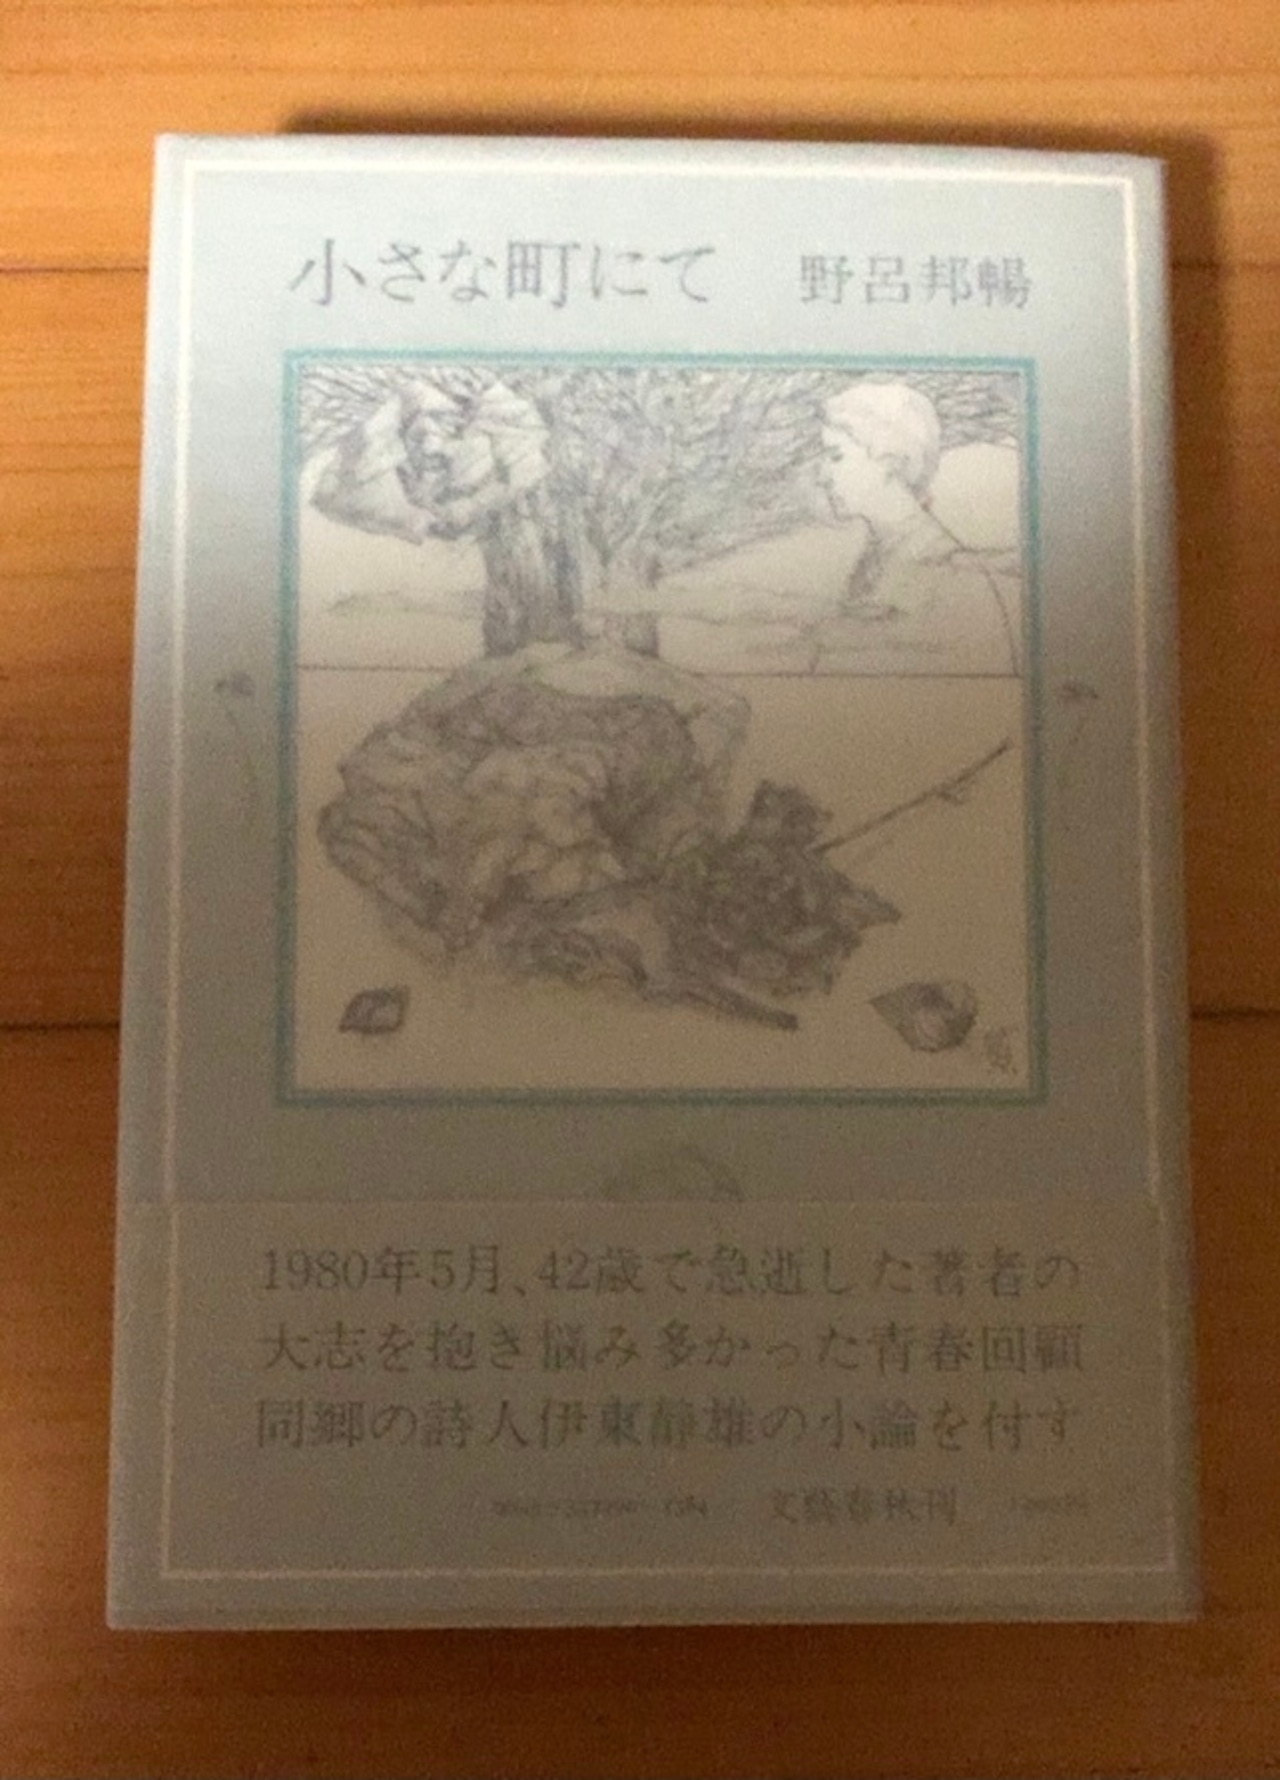 小さな町にて　野呂邦暢
1980年5月、42歳で急逝した著者の
大志を抱き悩み多かった青春回顧
同郷の詩人伊東静雄の小論を付す
文藝春秋刊